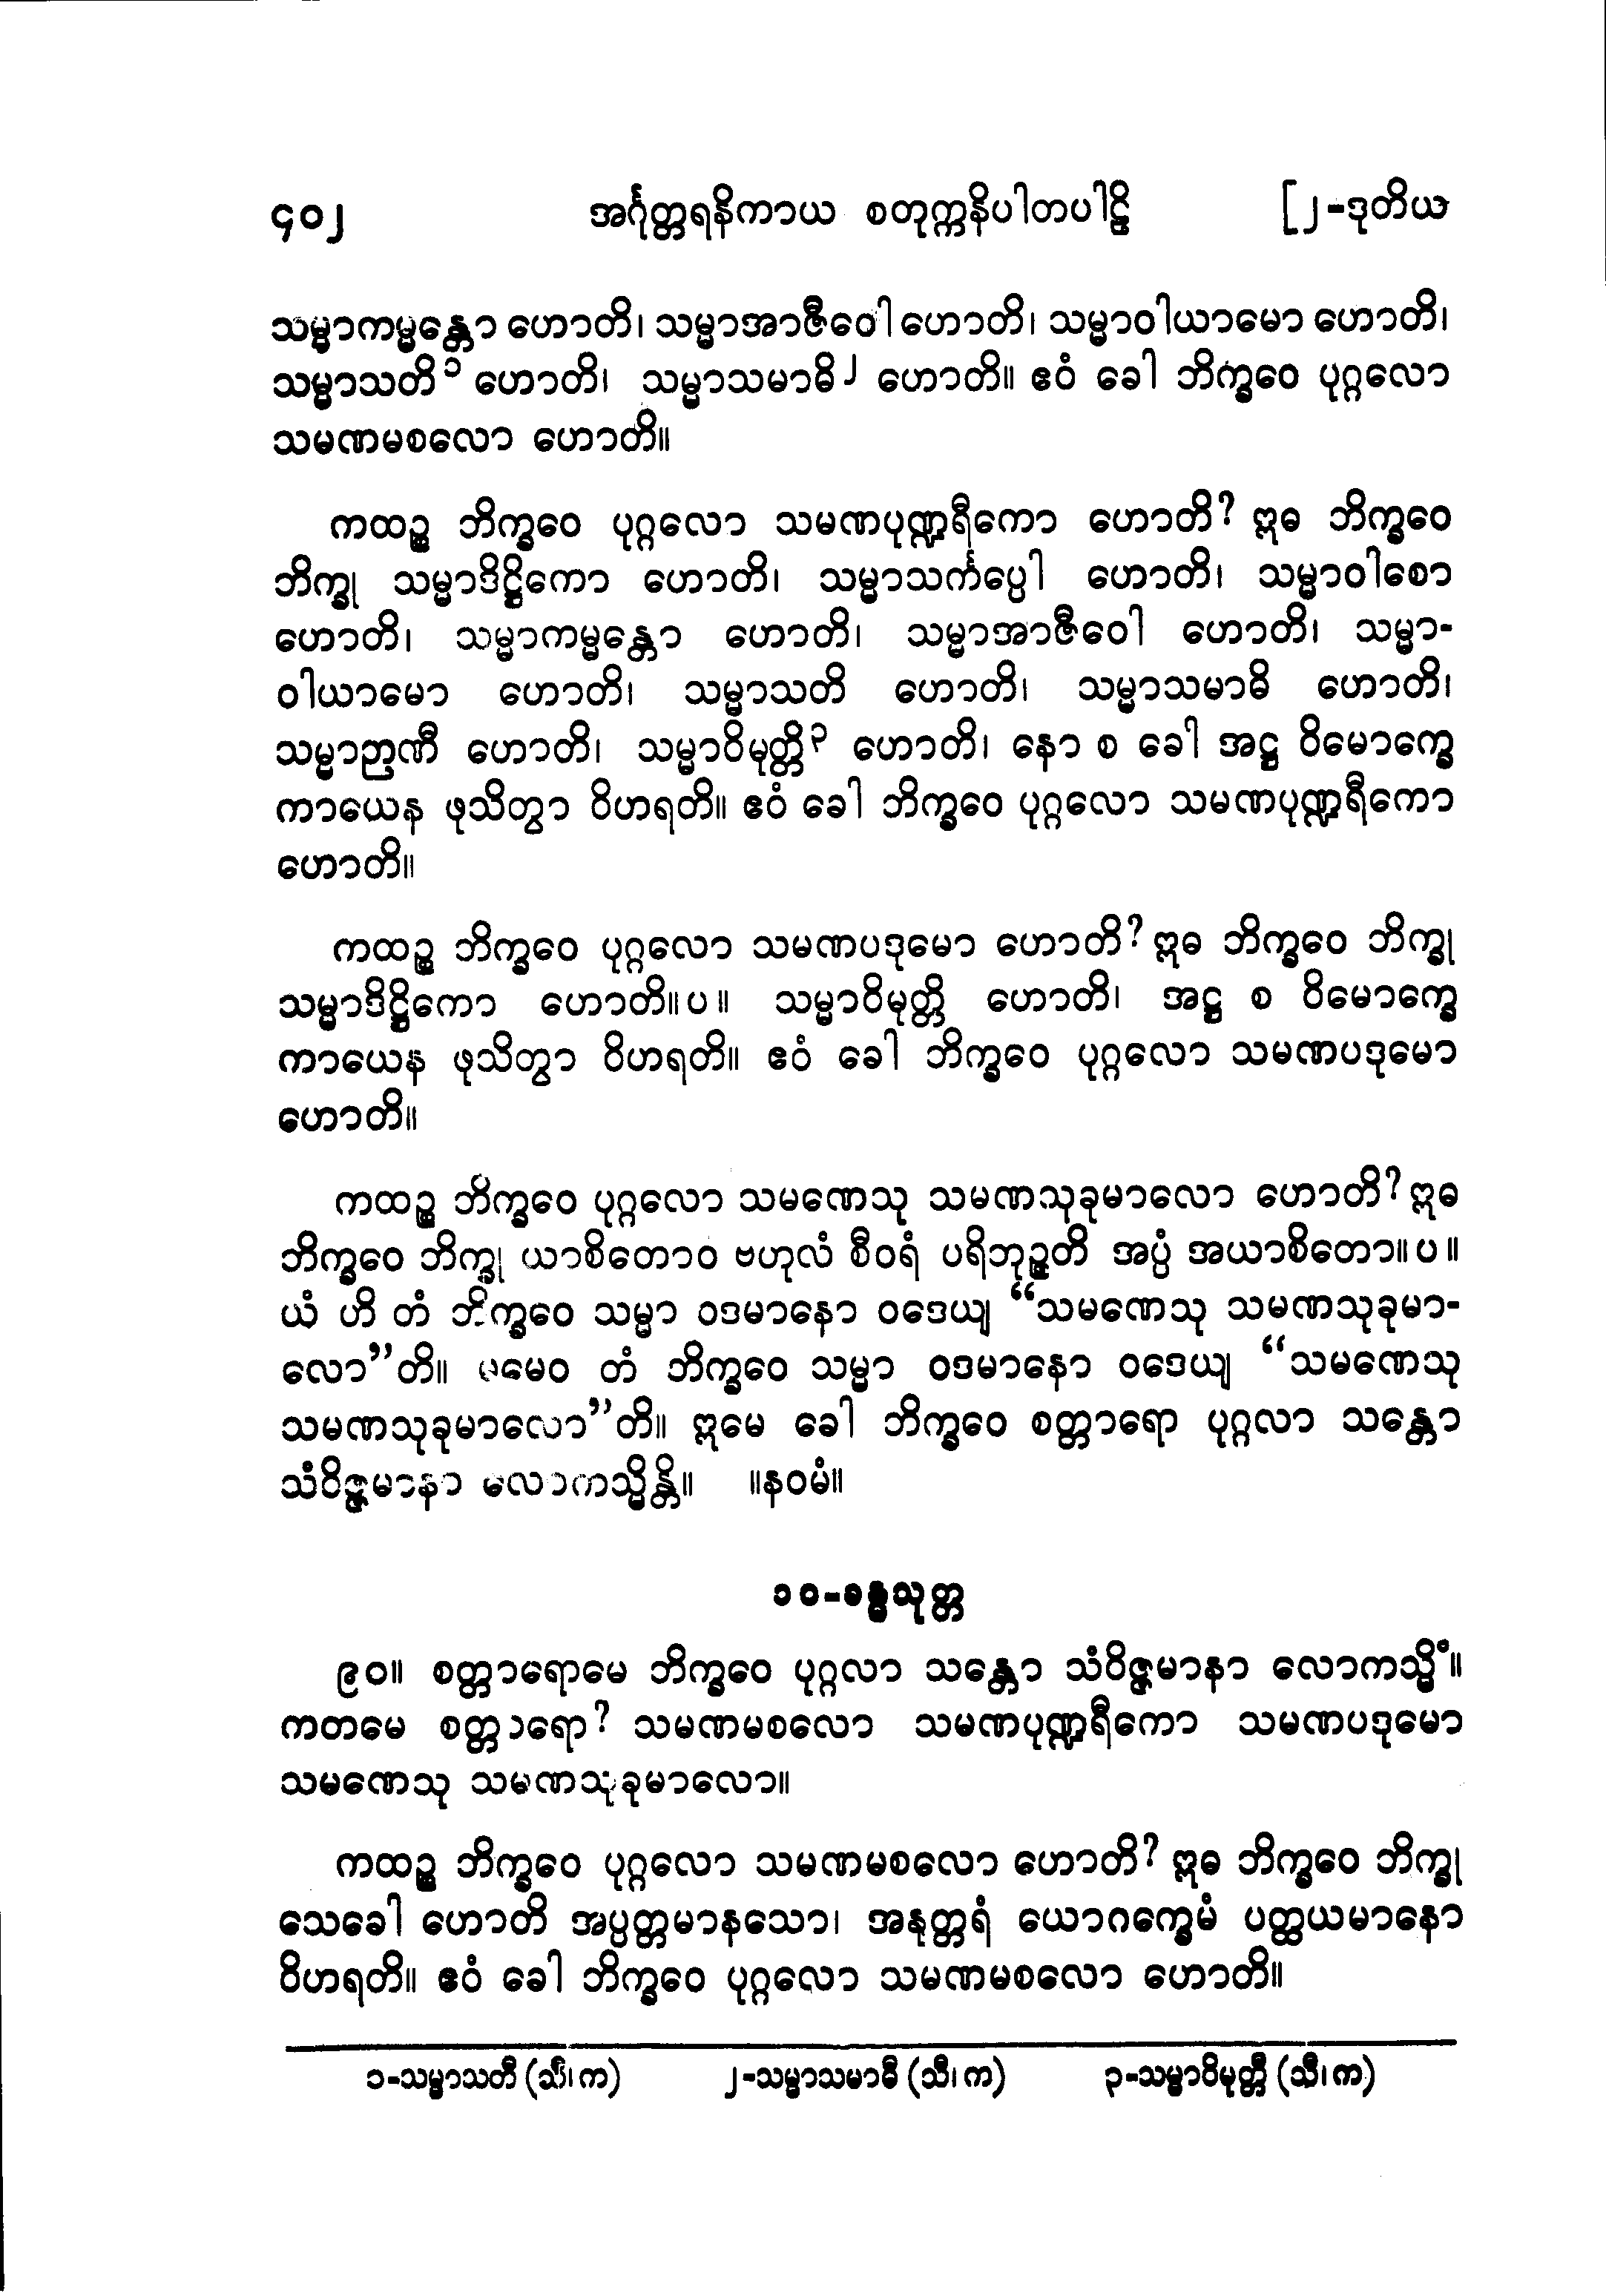 ၄၀၂ အင်္ဂုတ္တရနိကာယ စတုက္ကနိပါတပါဠိ [၂-ဒုတိယ
သမ္မာကမ္မန္တော ဟောတိ၊ သမ္မာအာဇီဝေါ ဟောတိ၊ သမ္မာဝါယာမော ဟောတိ၊
သမ္မာသတိ၁ ဟောတိ၊ သမ္မာသမာဓိ၂ ဟောတိ။ ဧဝံ ခေါ ဘိက္ခဝေ ပုဂ္ဂလော
သမဏမစလော ဟောတိ။
ကထဉ္စ ဘိက္ခဝေ ပုဂ္ဂလော သမဏပုဏ္ဍရီကော ဟောတိ? ဣဓ ဘိက္ခဝေ
ဘိက္ခု သမ္မာဒိဋ္ဌိကော ဟောတိ၊ သမ္မာသင်္ကပ္ပေါ ဟောတိ၊ သမ္မာဝါစော
ဟောတိ၊ သမ္မာကမ္မန္တော ဟောတိ၊ သမ္မာအာဇီဝေါ ဟောတိ၊ သမ္မာ-
ဝါယာမော ဟောတိ၊ သမ္မာသတိ ဟောတိ၊ သမ္မာသမာဓိ ဟောတိ၊
သမ္မာဉာဏီ ဟောတိ၊ သမ္မာဝိမုတ္တိ၃ ဟောတိ၊ နော စ ခေါ အဋ္ဌ ဝိမောက္ခေ
ကာယေန ဖုသိတွာ ဝိဟရတိ။ ဧဝံ ခေါ ဘိက္ခဝေ ပုဂ္ဂလော သမဏပုဏ္ဍရီကော
ဟောတိ။
ကထဉ္စ ဘိက္ခဝေ ပုဂ္ဂလော သမဏပဒုမော ဟောတိ? ဣဓ ဘိက္ခဝေ ဘိက္ခု
သမ္မာဒိဋ္ဌိကော ဟောတိ။ပ။ သမ္မာဝိမုတ္တိ ဟောတိ၊ အဋ္ဌ စ ဝိမောက္ခေ
ကာယေန ဖုသိတွာ ဝိဟရတိ။ ဧဝံ ခေါ ဘိက္ခဝေ ပုဂ္ဂလော သမဏပဒုမော
ဟောတိ။
ကထဉ္စ ဘိက္ခဝေ ပုဂ္ဂလော သမဏေသု သမဏသုခုမာလော ဟောတိ? ဣဓ
ဘိက္ခဝေ ဘိက္ခု ယာစိတောဝ ဗဟုလံ စီဝရံ ပရိဘုဉ္ဇတိ အပ္ပံ အယာစိတော။ပ။
ယံ ဟိ တံ ဘိက္ခဝေ သမ္မာ ဝဒမာနော ဝဒေယျ “သမဏေသု သမဏသုခုမာ-
လော”တိ။ မမေဝ တံ ဘိက္ခဝေ သမ္မာ ဝဒမာနော ဝဒေယျ “သမဏေသု
သမဏသုခုမာလော”တိ။ ဣမေ ခေါ ဘိက္ခဝေ စတ္တာရော ပုဂ္ဂလာ သန္တော
သံဝိဇ္ဇမာနာ လောကသ္မိန္တိ။ ။နဝမံ။
၁၀-ခန္ဓသုတ္တ
၉၀။ စတ္တာရောမေ ဘိက္ခဝေ ပုဂ္ဂလာ သန္တော သံဝိဇ္ဇမာနာ လောကသ္မိံ။
ကတမေ စတ္တာရော? သမဏမစလော သမဏပုဏ္ဍရီကော သမဏပဒုမော
သမဏေသု သမဏသုခုမာလော။
ကထဉ္စ ဘိက္ခဝေ ပုဂ္ဂလော သမဏမစလော ဟောတိ? ဣဓ ဘိက္ခဝေ ဘိက္ခု
သေခေါ ဟောတိ အပ္ပတ္တမာနသော၊ အနုတ္တရံ ယောဂက္ခေမံ ပတ္ထယမာနော
ဝိဟရတိ။ ဧဝံ ခေါ ဘိက္ခဝေ ပုဂ္ဂလော သမဏမစလော ဟောတိ။
၁-သမ္မာသတီ (သီ၊ က) ၂-သမ္မာသမာဓီ (သီ၊ က) ၃-သမ္မာဝိမုတ္တီ (သီ၊ က)